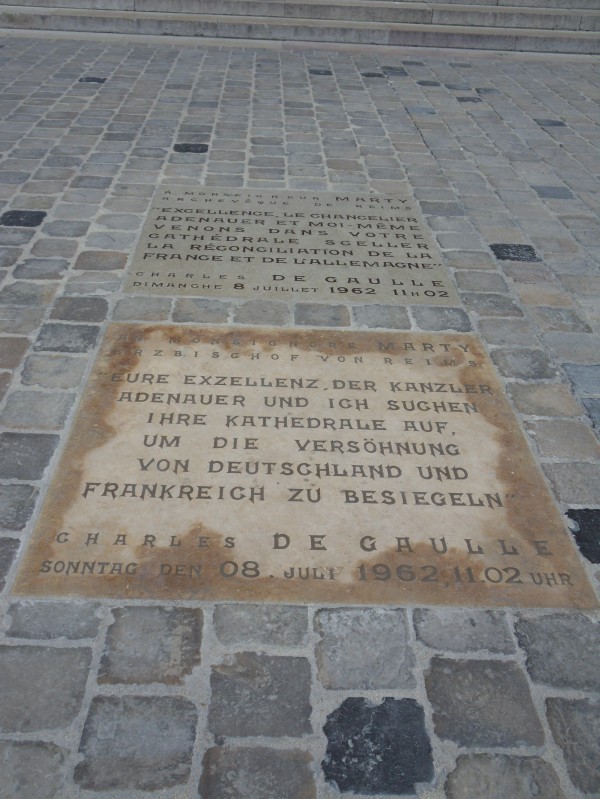 A MONSEIGNEUR MARTY
ARCHEVÊQUE DE REIMS
"EXCELLENCE, LE CHANCELIER
ADENAUER ET MOI-MÊME
VENONS DANS VOTRE
CATHÉDRALE SCELLER
LA RÉCONCILIATION DE LA
FRANCE ET DE L'ALLEMAGNE"
CHARLES DE GAULLE
DIMANCHE 8 JUILLET 1962 11H02
AN MONSIGNORE MARTY
ERZBISCHOF VON REIMS
"EURE EXZELLENZ, DER KANZLER
ADENAUER UND ICH SUCHEN
IHRE KATHEDRALE AUF,
UM DIE VERSÖHNUNG
VON DEUTSCHLAND UND
FRANKREICH ZU BESIEGELN"
CHARLES DE GAULLE
SONNTAG DEN 08. JULI 1962, 11.02 UHR